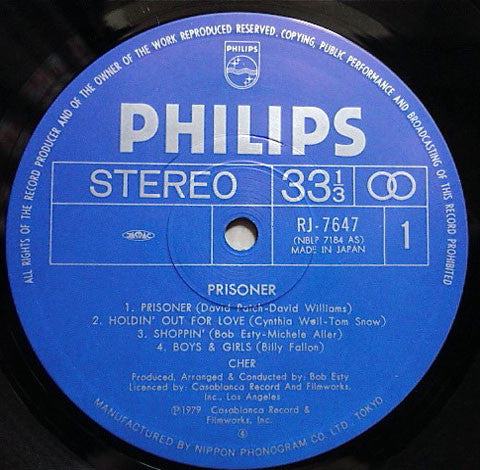 ALL RIGHTS OF THE RECORD PRODUCER AND OF THE OWNER OF THE WORK REPRODUCED RESERVED. COPYING, PUBLIC PERFORMANCE AND BROADCASTING OF THIS RECORD PROHIBITED
PHILIPS
PHILIPS
STEREO 33 1/3
RJ-7647
(NBLP 7184 AS)
MADE IN JAPAN
1
PRISONER
1. PRISONER (David Paich-David Williams)
2. HOLDIN' OUT FOR LOVE (Cynthia Weil-Tom Snow)
3. SHOPPIN' (Bob Esty-Michele Aller)
4. BOYS & GIRLS (Billy Fallon)
CHER
Produced, Arranged & Conducted by: Bob Esty
Licenced by: Casablanca Record And Filmworks,
Inc., Los Angeles
Ⓟ1979 Casablanca Record &
Filmworks, Inc.
④
MANUFACTURED BY NIPPON PHONOGRAM CO. LTD., TOKYO